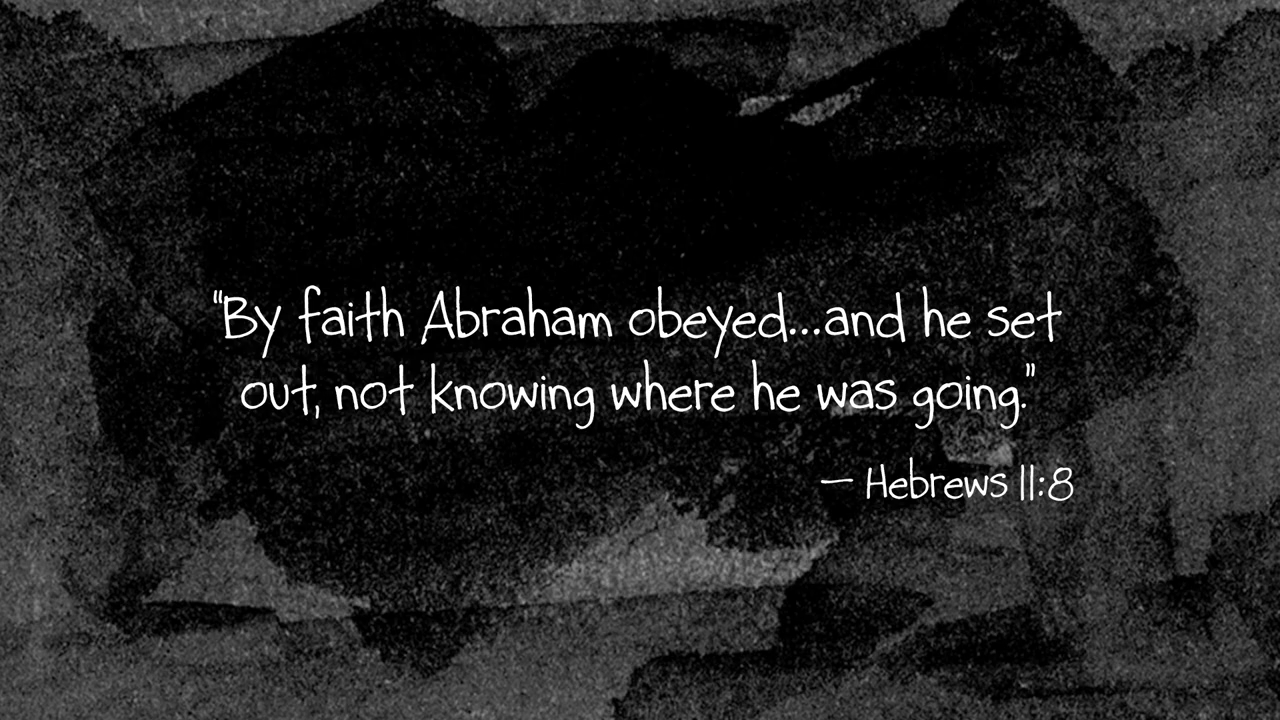 "By faith Abraham obeyed...and he set
out, not knowing where he was going."
— Hebrews 11:8